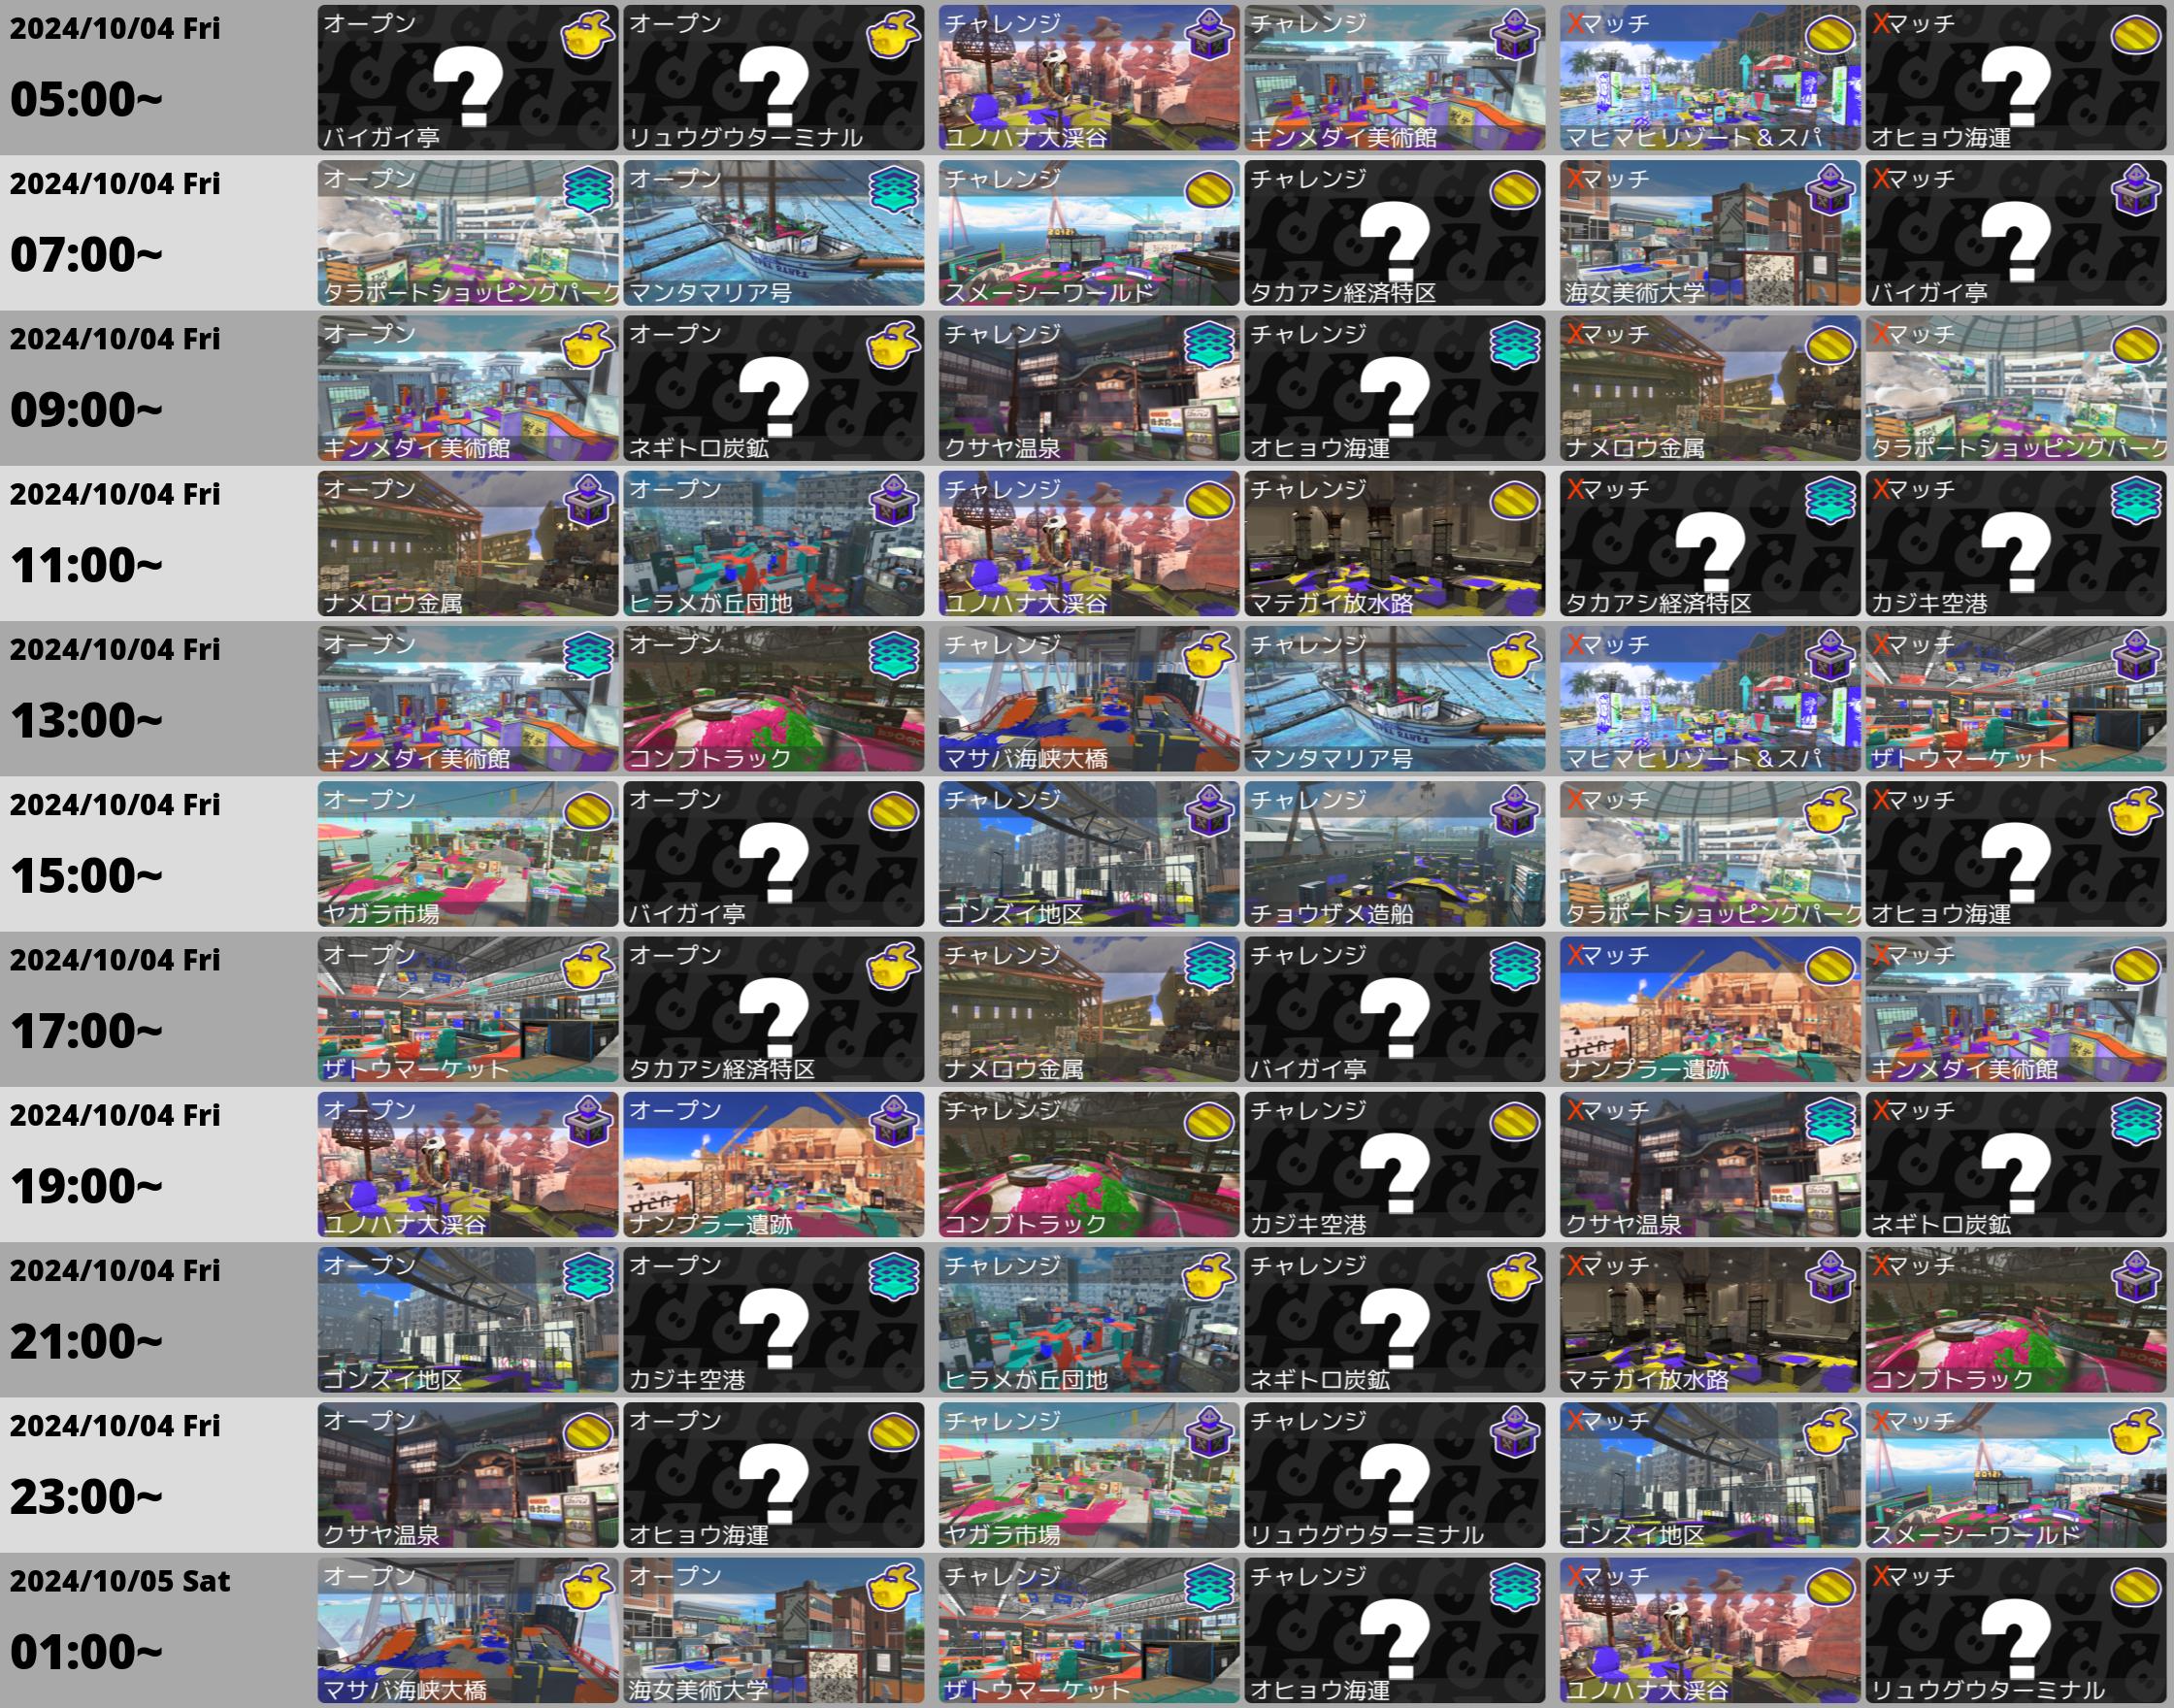 2024/10/04 Fri
05:00~
オープン
バイガイ亭
オープン
リュウグウターミナル
チャレンジ
ユノハナ大渓谷
チャレンジ
キンメダイ美術館
Xマッチ
マヒマヒリゾート＆スパ
Xマッチ
オヒョウ海運
2024/10/04 Fri
07:00~
オープン
タラポートショッピングパーク
オープン
マンタマリア号
チャレンジ
スメーシーワールド
チャレンジ
タカアシ経済特区
Xマッチ
海女美術大学
Xマッチ
バイガイ亭
2024/10/04 Fri
09:00~
オープン
キンメダイ美術館
オープン
ネギトロ炭鉱
チャレンジ
クサヤ温泉
チャレンジ
オヒョウ海運
Xマッチ
ナメロウ金属
Xマッチ
タラポートショッピングパーク
2024/10/04 Fri
11:00~
オープン
ナメロウ金属
オープン
ヒラメが丘団地
チャレンジ
ユノハナ大渓谷
チャレンジ
マテガイ放水路
Xマッチ
タカアシ経済特区
Xマッチ
カジキ空港
2024/10/04 Fri
13:00~
オープン
キンメダイ美術館
オープン
コンブトラック
チャレンジ
マサバ海峡大橋
チャレンジ
マンタマリア号
Xマッチ
マヒマヒリゾート＆スパ
Xマッチ
ザトウマーケット
2024/10/04 Fri
15:00~
オープン
ヤガラ市場
オープン
バイガイ亭
チャレンジ
ゴンズイ地区
チャレンジ
チョウザメ造船
Xマッチ
タラポートショッピングパーク
Xマッチ
オヒョウ海運
2024/10/04 Fri
17:00~
オープン
ザトウマーケット
オープン
タカアシ経済特区
チャレンジ
ナメロウ金属
チャレンジ
バイガイ亭
Xマッチ
ナンプラー遺跡
Xマッチ
キンメダイ美術館
2024/10/04 Fri
19:00~
オープン
ユノハナ大渓谷
オープン
ナンプラー遺跡
チャレンジ
コンブトラック
チャレンジ
カジキ空港
Xマッチ
クサヤ温泉
Xマッチ
ネギトロ炭鉱
2024/10/04 Fri
21:00~
オープン
ゴンズイ地区
オープン
カジキ空港
チャレンジ
ヒラメが丘団地
チャレンジ
ネギトロ炭鉱
Xマッチ
マテガイ放水路
Xマッチ
コンブトラック
2024/10/04 Fri
23:00~
オープン
クサヤ温泉
オープン
オヒョウ海運
チャレンジ
ヤガラ市場
チャレンジ
リュウグウターミナル
Xマッチ
ゴンズイ地区
Xマッチ
スメーシーワールド
2024/10/05 Sat
01:00~
オープン
マサバ海峡大橋
オープン
海女美術大学
チャレンジ
ザトウマーケット
チャレンジ
オヒョウ海運
Xマッチ
ユノハナ大渓谷
Xマッチ
リュウグウターミナル